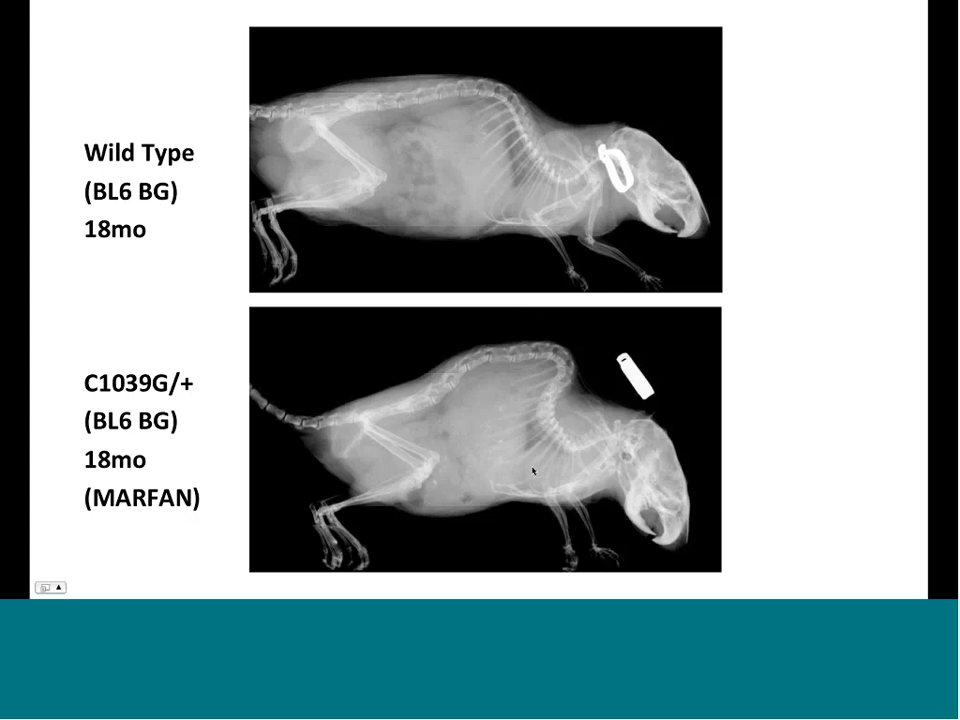 Wild Type
(BL6 BG)
18mo
C1039G/+
(BL6 BG)
18mo
(MARFAN)